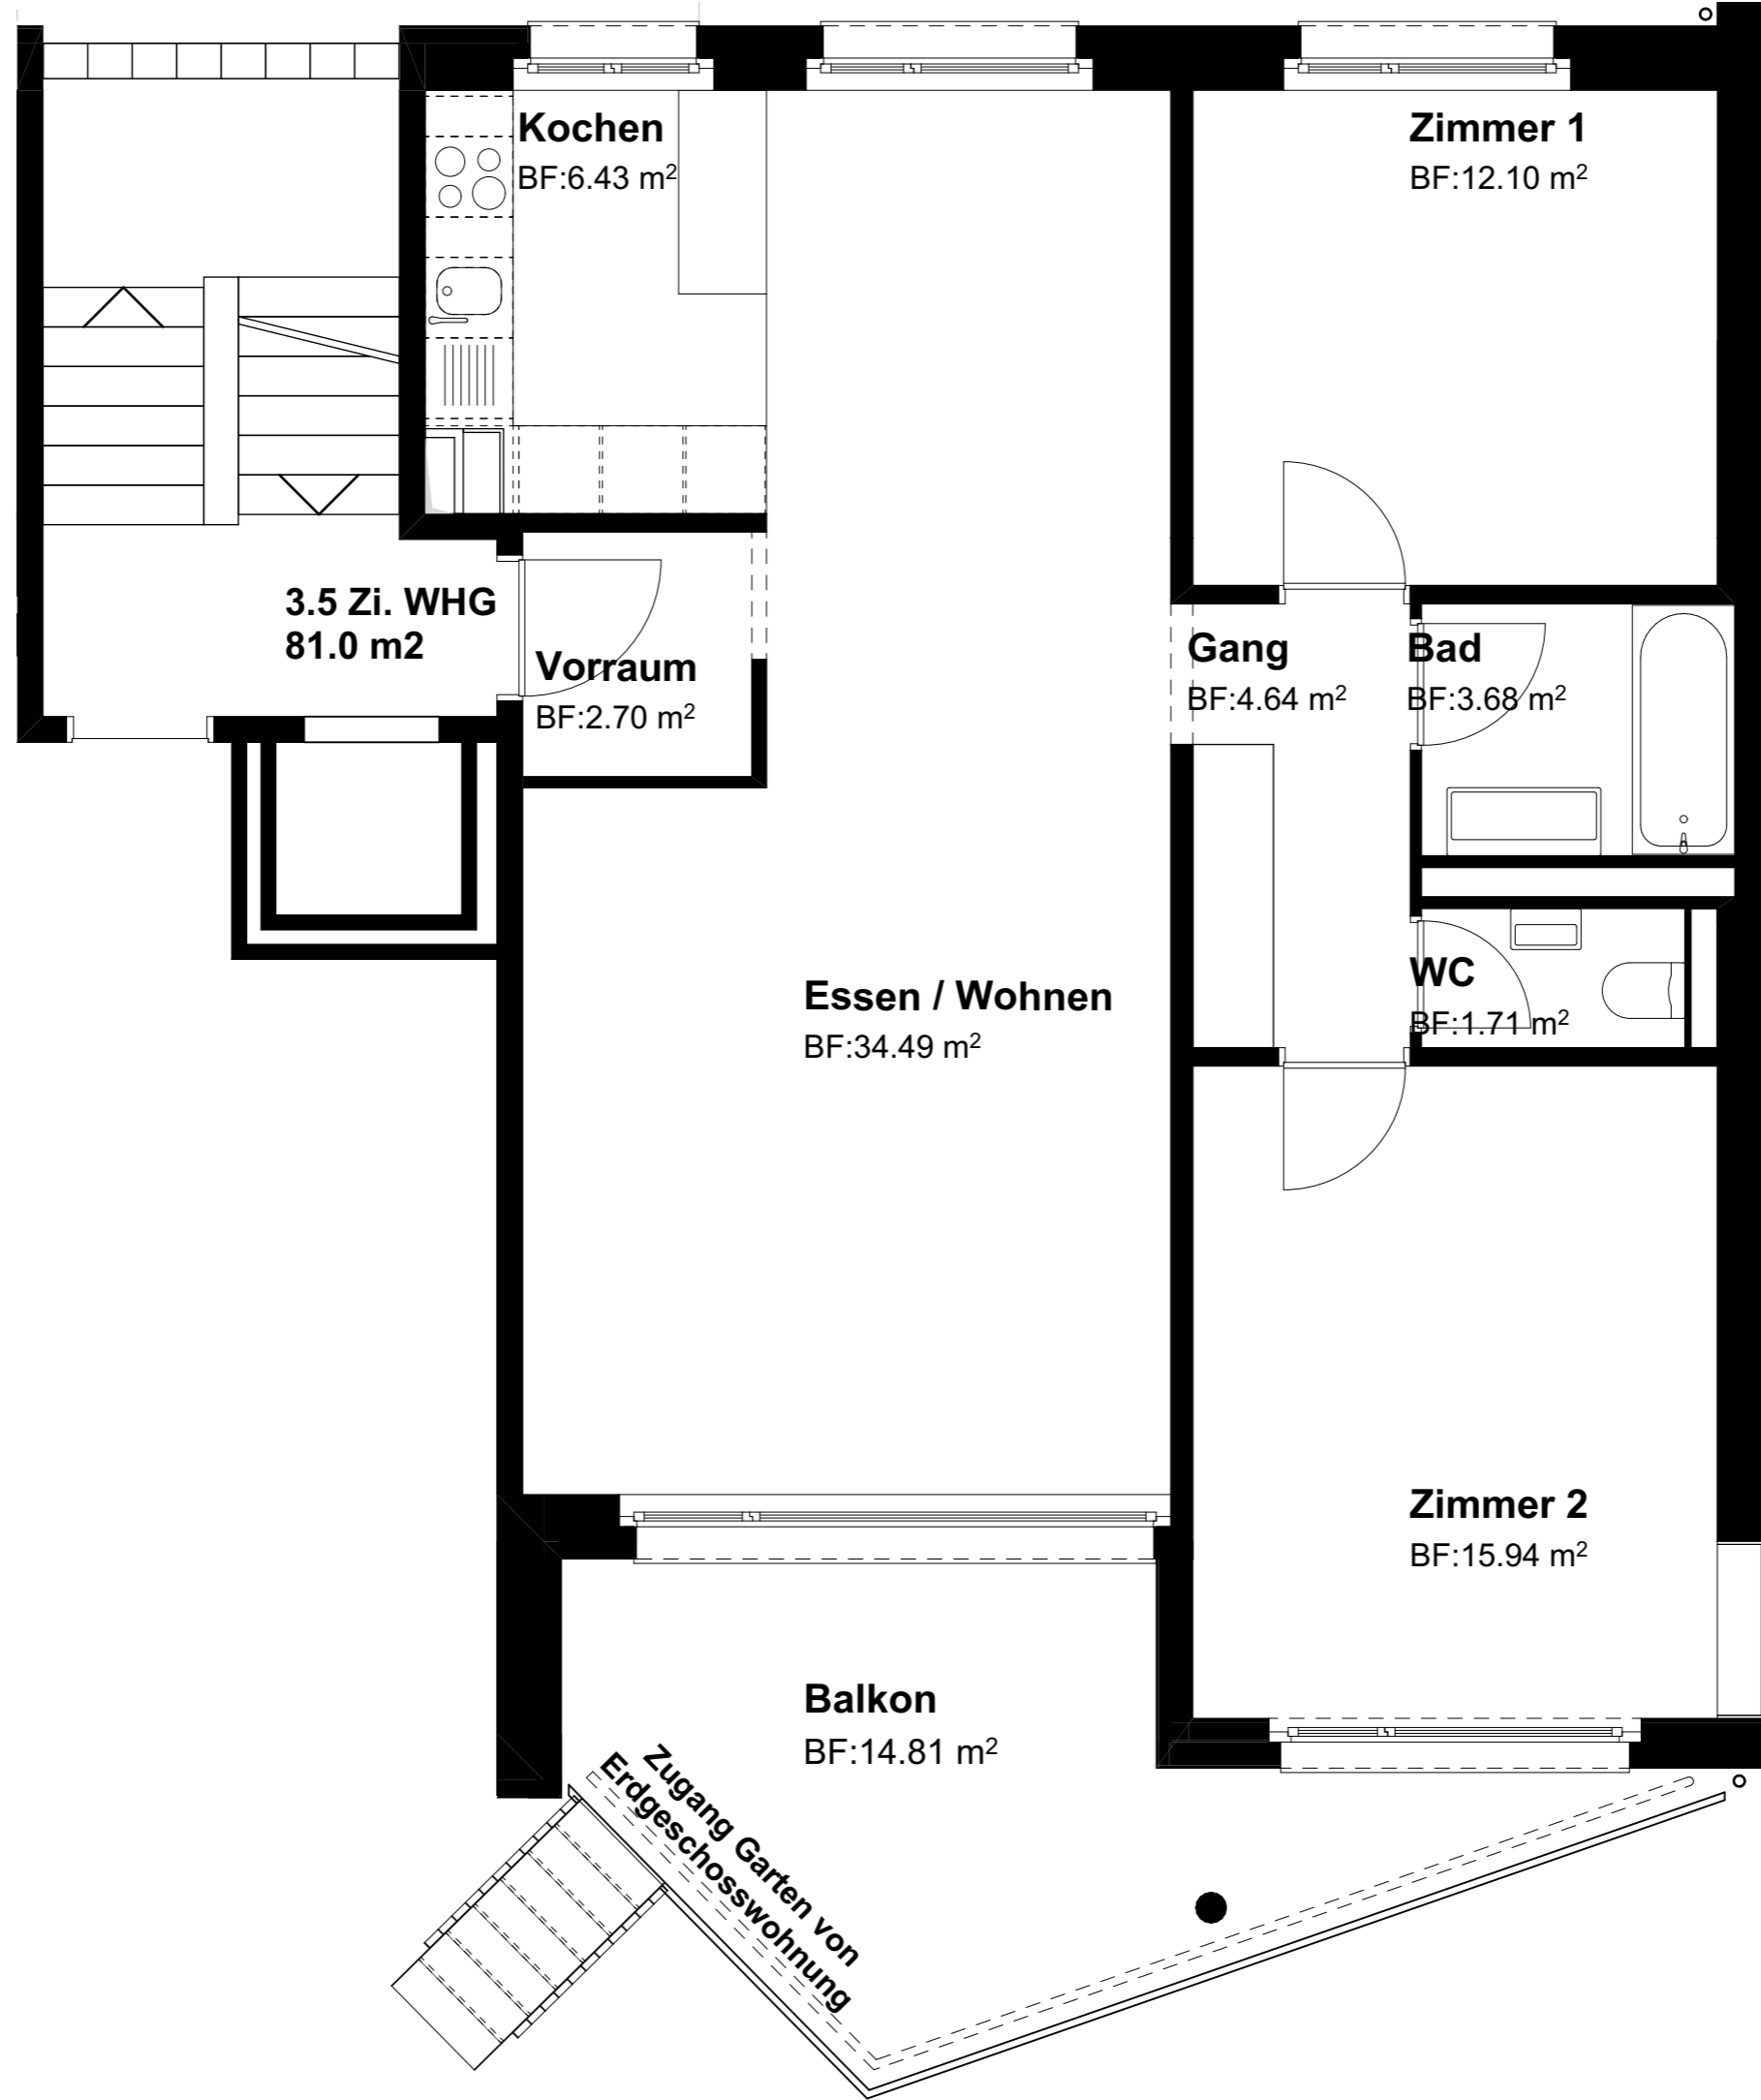 Kochen
BF:6.43 m²
Zimmer 1
BF:12.10 m²
3.5 Zi. WHG
81.0 m2
Vorraum
BF:2.70 m²
Gang
BF:4.64 m²
Bad
BF:3.68 m²
Essen / Wohnen
BF:34.49 m²
WC
BF:1.71 m²
Zimmer 2
BF:15.94 m²
Balkon
BF:14.81 m²
Zugang Garten von
Erdgeschosswohnung